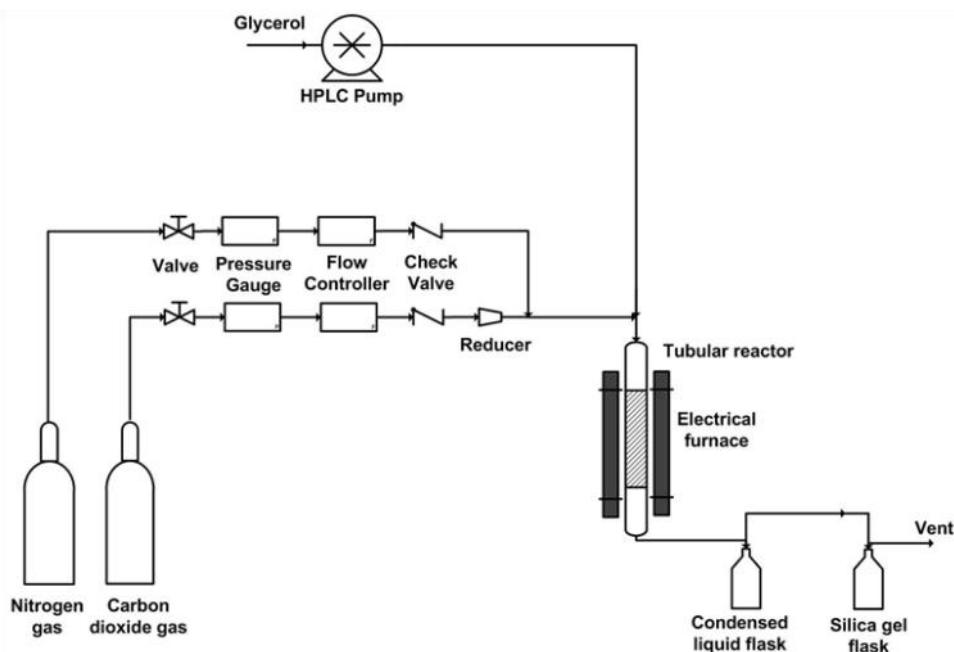 Glycerol
HPLC Pump
Valve
Pressure
Gauge
Flow
Controller
Check
Valve
Reducer
Tubular reactor
Electrical
furnace
Vent
Nitrogen
gas
Carbon
dioxide gas
Condensed
liquid flask
Silica gel
flask